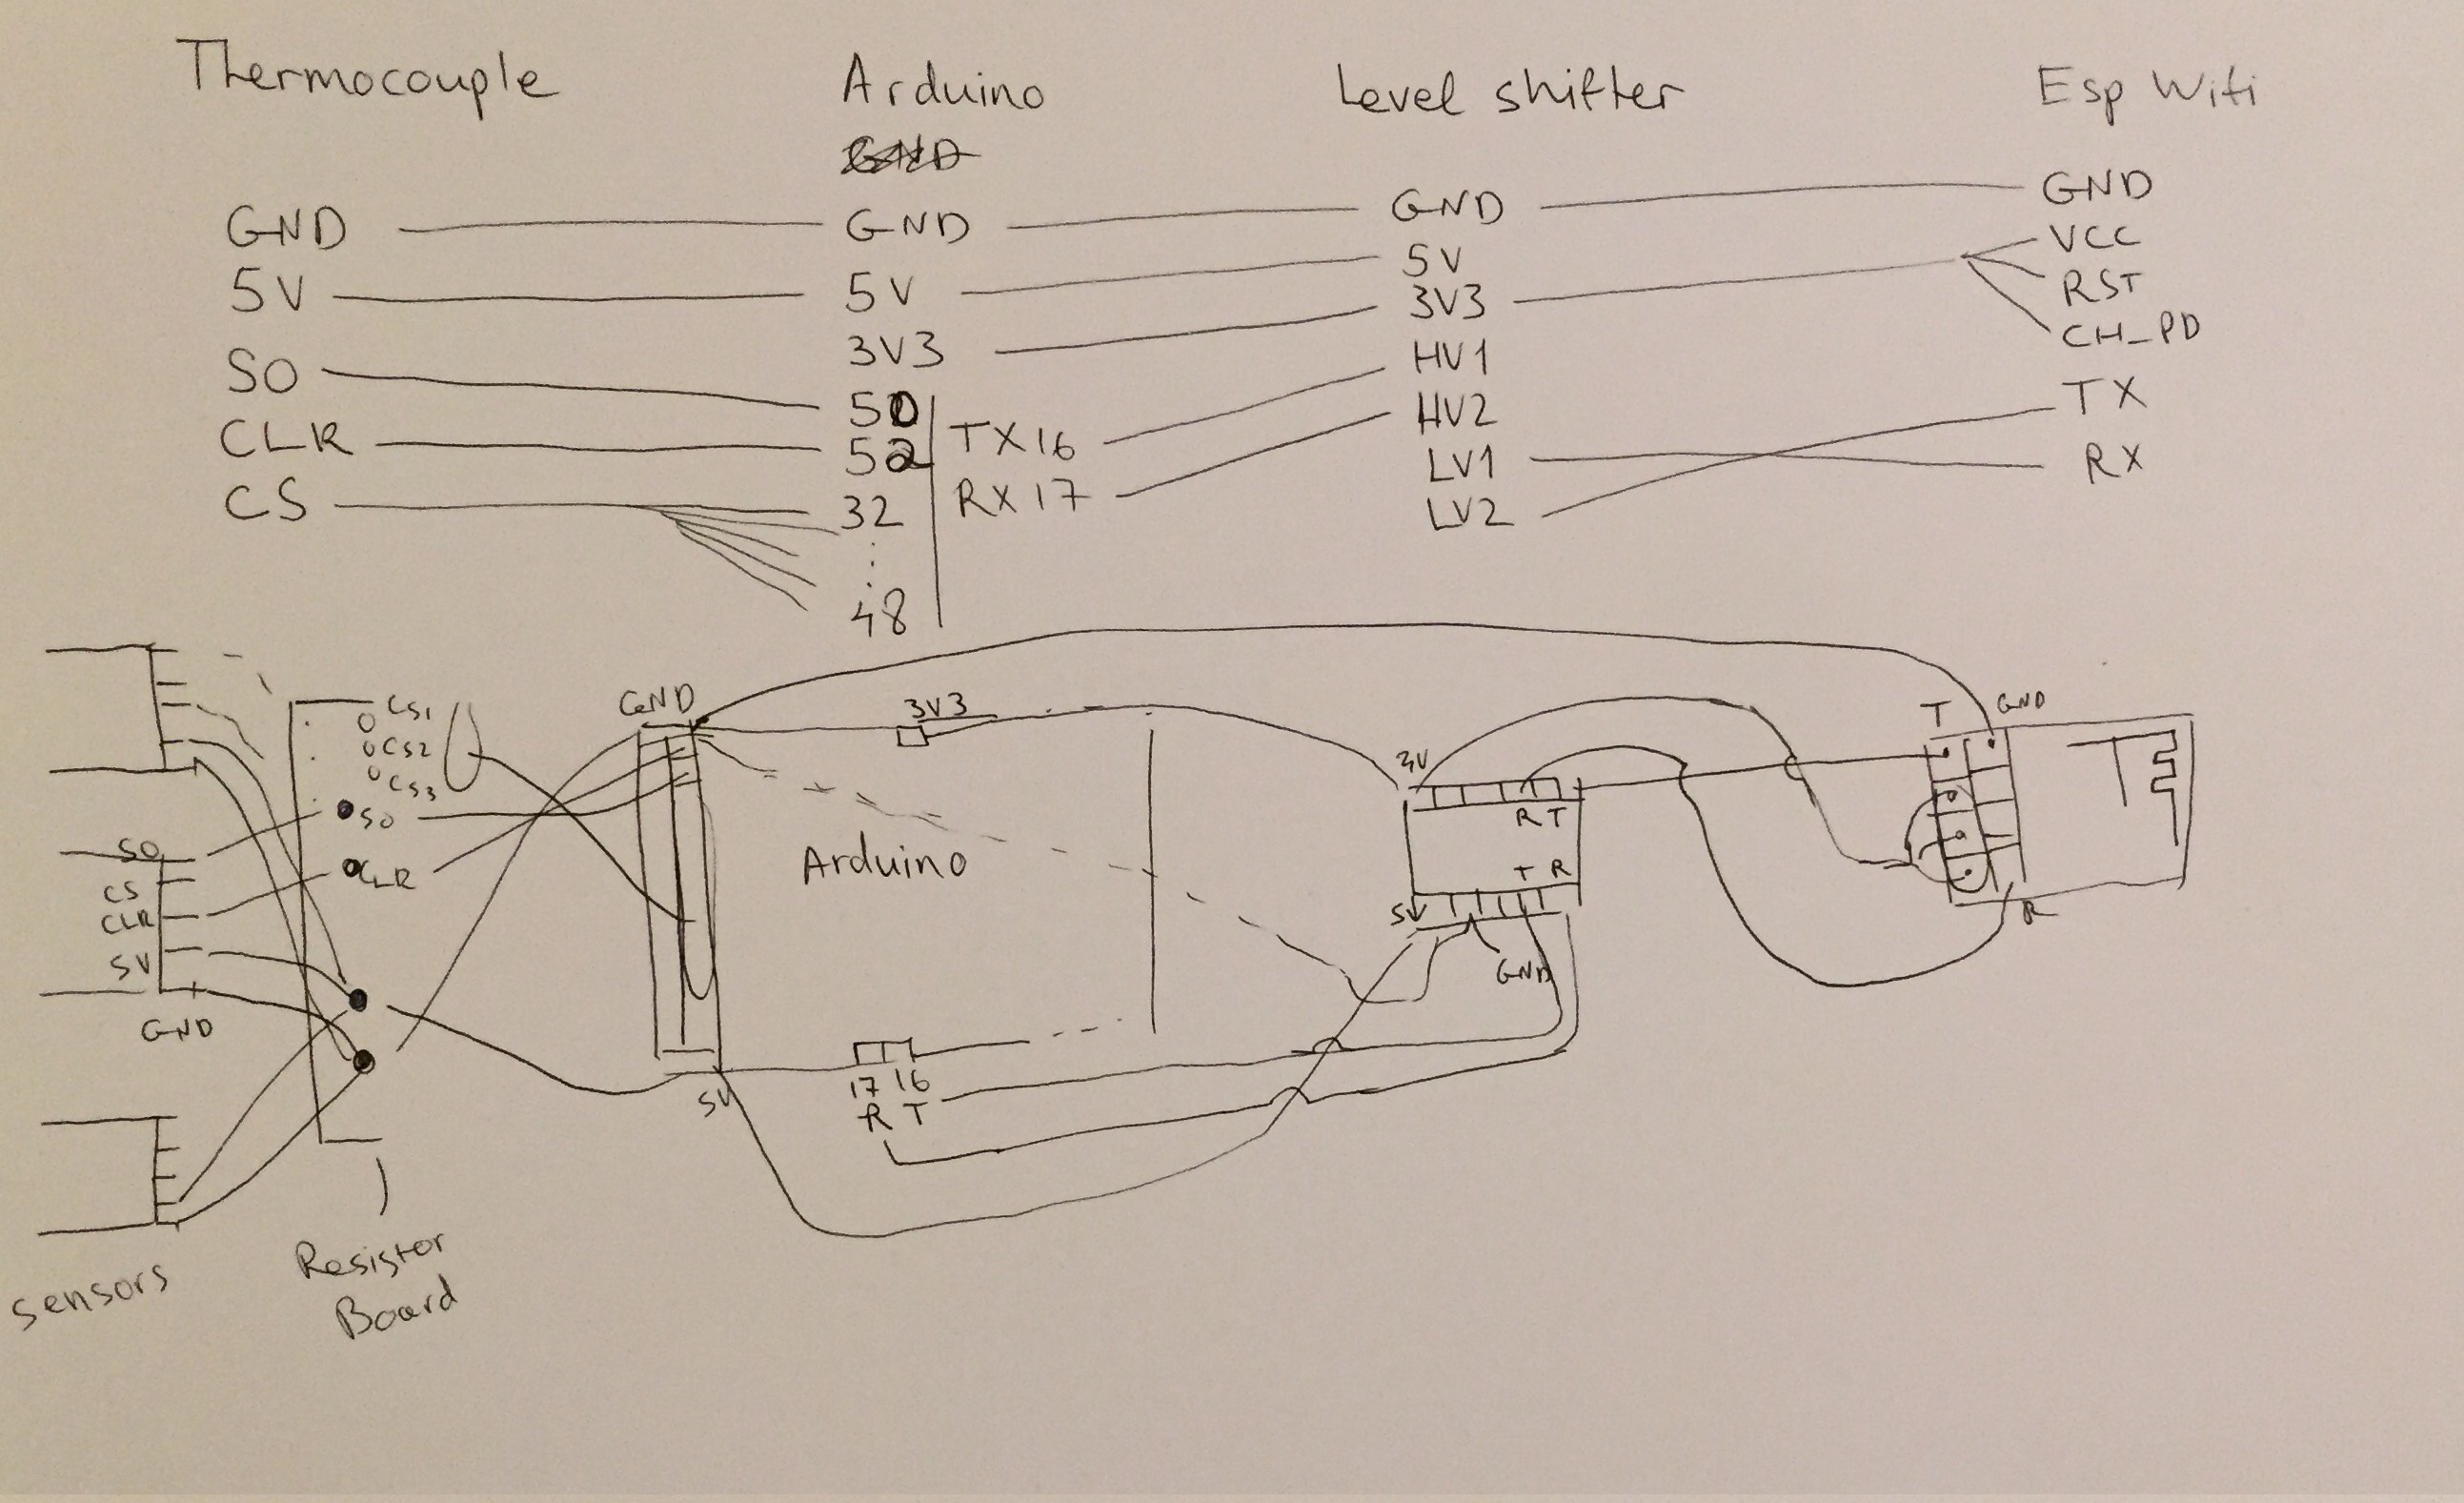 Thermocouple Arduino Level shifter Esp Wifi
GND GND GND GND
5V 5V 5V VCC
3V3 3V3 RST
SO 50 HV1 CH_PD
CLR 52 TX16 HV2 TX
CS 32 RX17 LV1 RX
LV2
48
CS1
CS2
CS3
SO
CLR
GND
3V3
3V
T GND
SO
CS
CLR
5V
GND
Arduino
R T
T R
5V
GND
R
5V
17 16
R T
Sensors
Resistor
Board